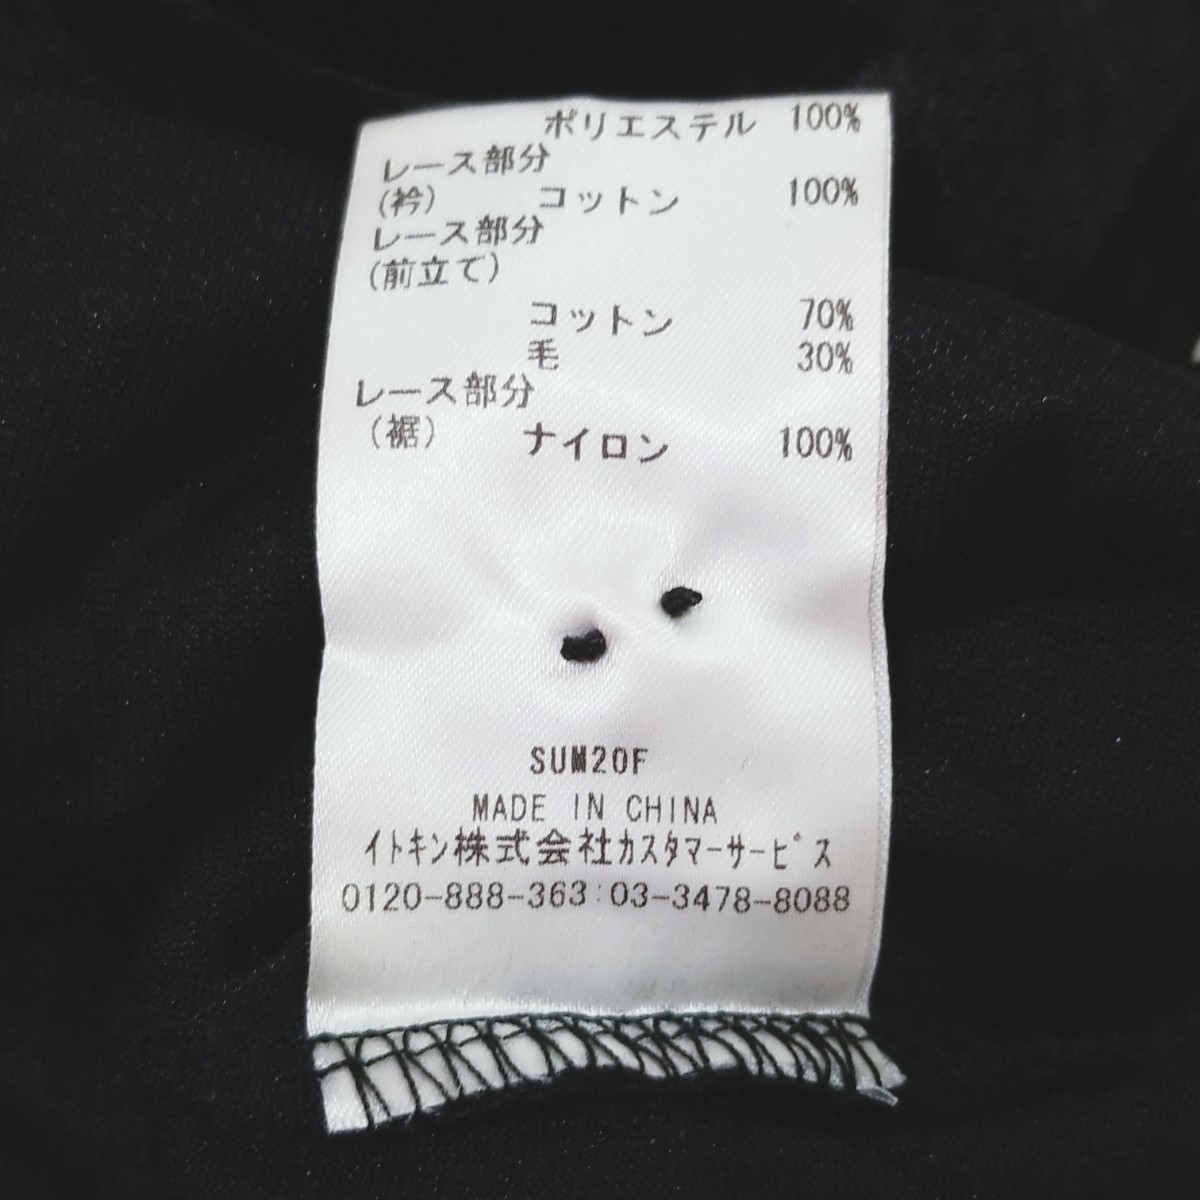 ポリエステル 100%
レース部分
(衿) コットン 100%
レース部分
(前立て)
コットン 70%
毛 30%
レース部分
(裾) ナイロン 100%
SUM20F
MADE IN CHINA
ｲﾄｷﾝ株式会社ｶｽﾀﾏｰｻｰﾋﾞｽ
0120-888-363:03-3478-8088